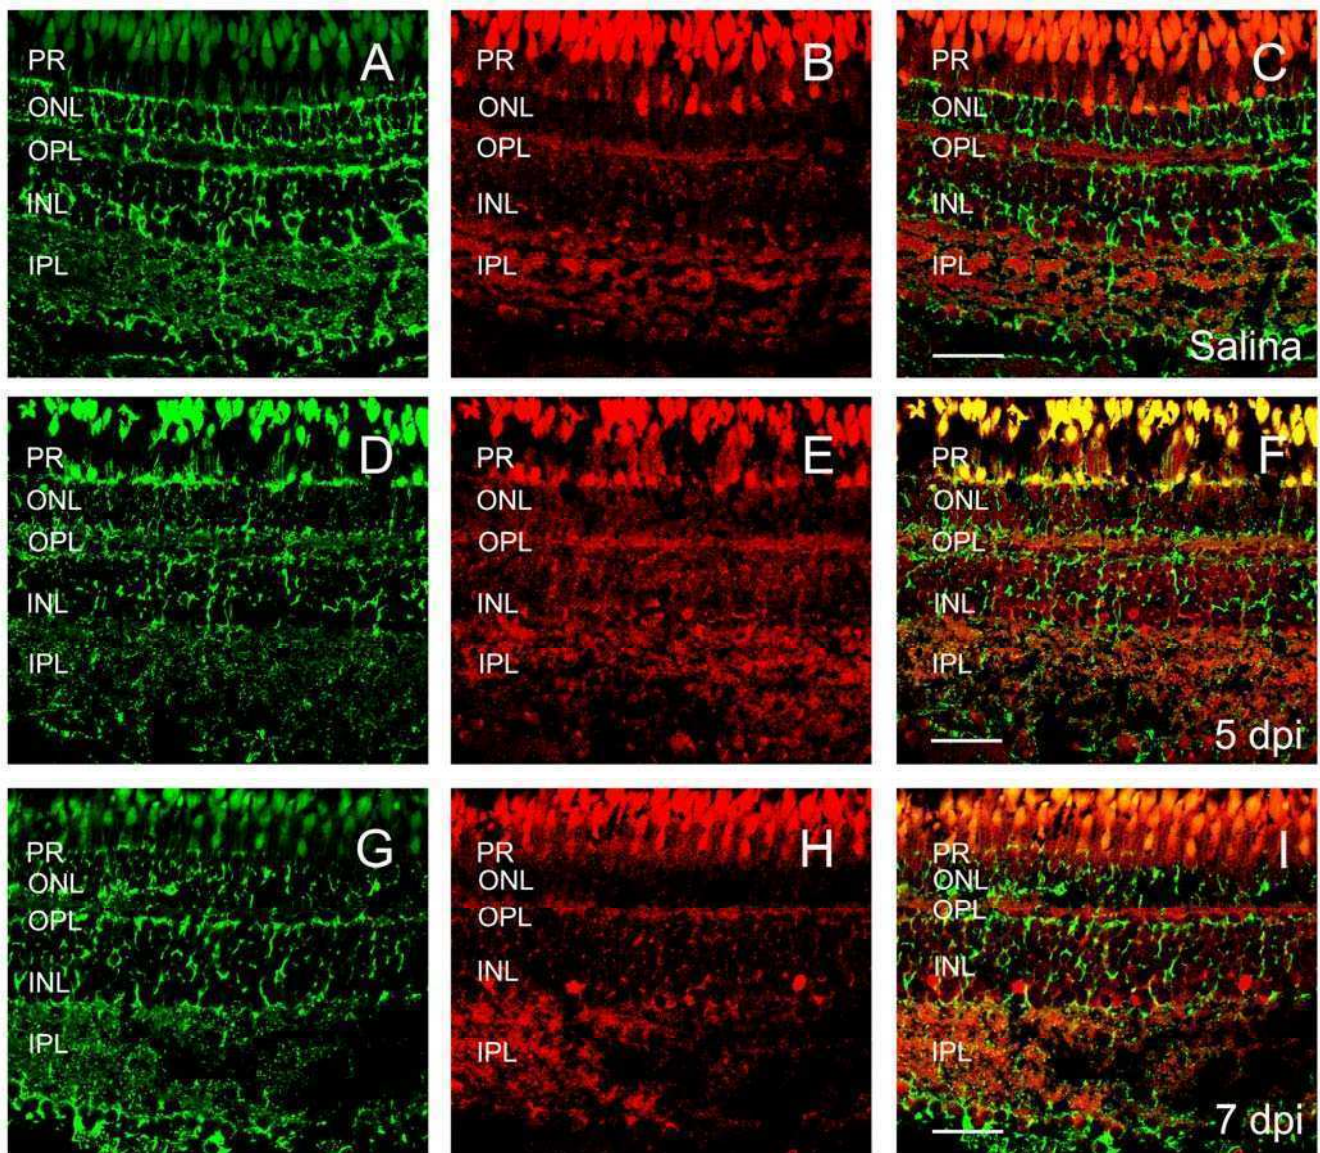 A
PR
ONL
OPL
INL
IPL
B
PR
ONL
OPL
INL
IPL
C
PR
ONL
OPL
INL
IPL
Salina
D
PR
ONL
OPL
INL
IPL
E
PR
ONL
OPL
INL
IPL
F
PR
ONL
OPL
INL
IPL
5 dpi
G
PR
ONL
OPL
INL
IPL
H
PR
ONL
OPL
INL
IPL
I
PR
ONL
OPL
INL
IPL
7 dpi